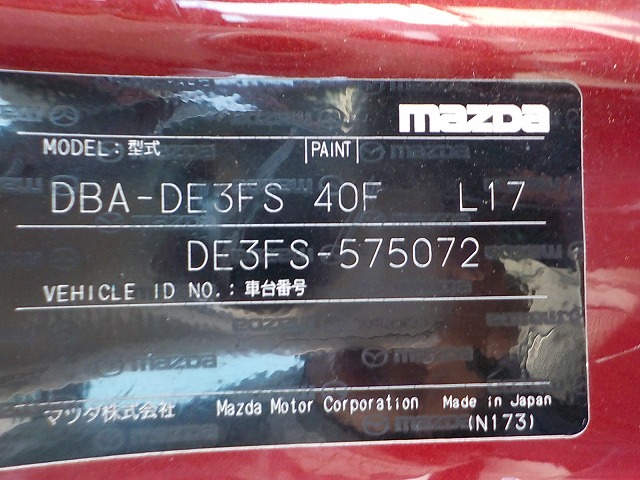 mazda
MODEL: 型式 PAINT
DBA-DE3FS 40F L17
DE3FS-575072
VEHICLE ID NO.: 車台番号
マツダ株式会社 Mazda Motor Corporation Made in Japan
(N173)